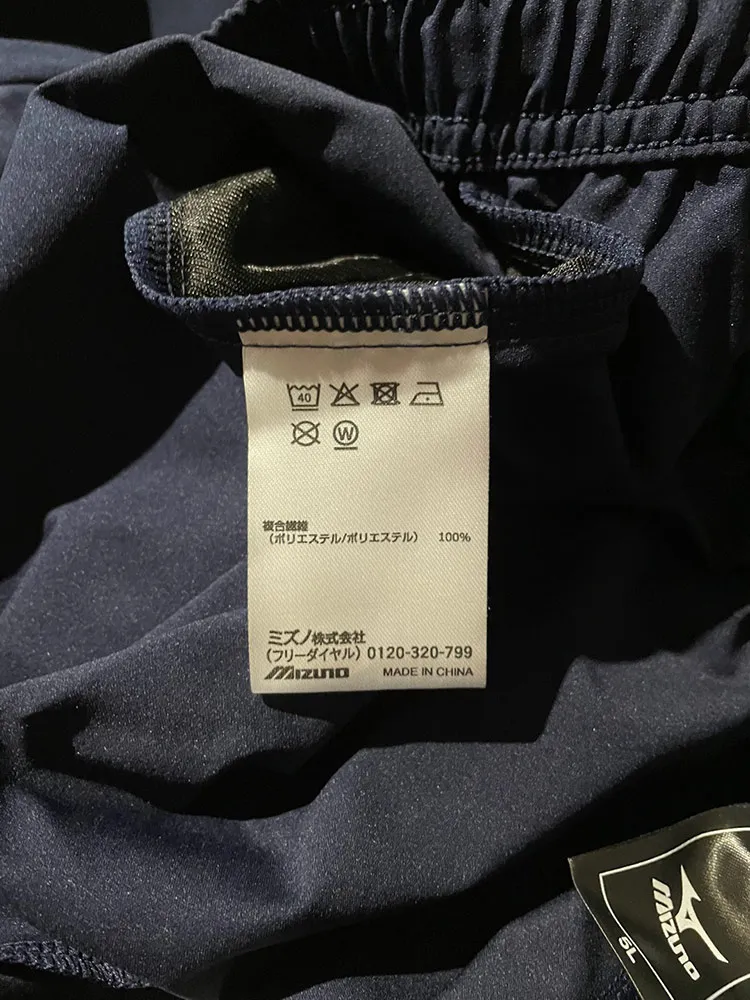 40
W
複合繊維
(ポリエステル/ポリエステル) 100%
ミズノ株式会社
(フリーダイヤル) 0120-320-799
MIZUNO MADE IN CHINA
MIZUNO
5L